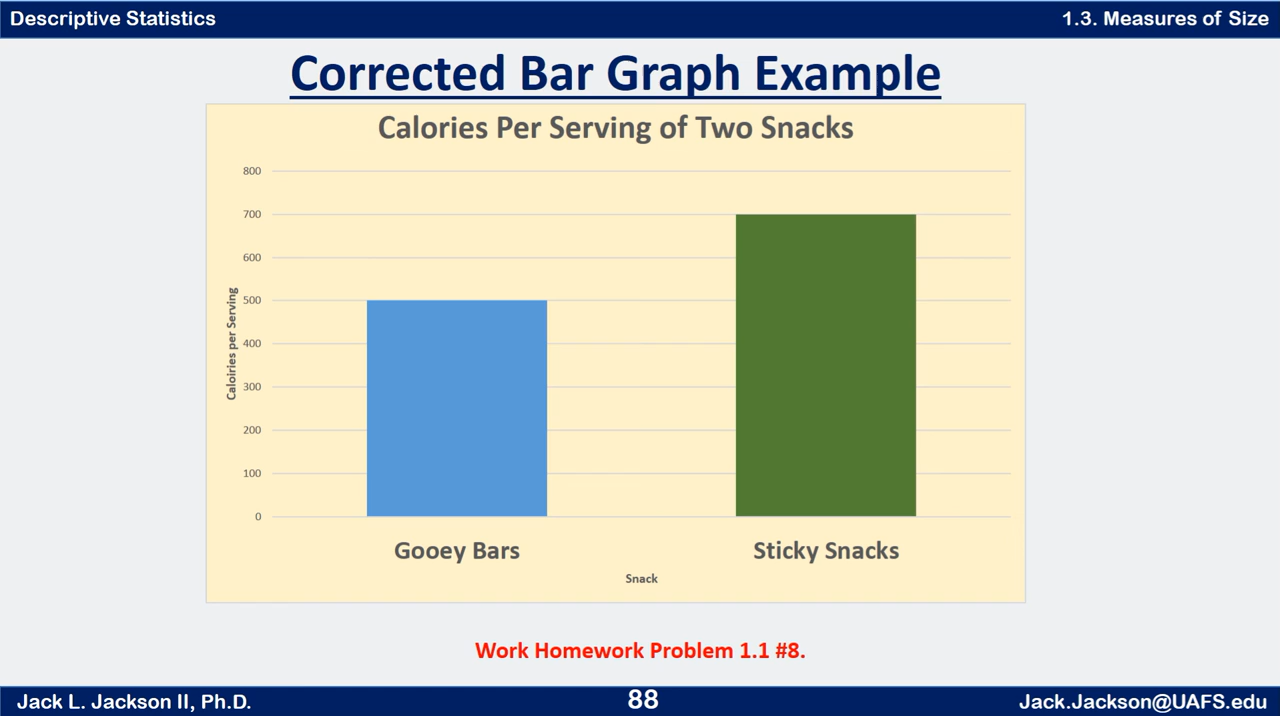 Descriptive Statistics
1.3. Measures of Size
Corrected Bar Graph Example
Calories Per Serving of Two Snacks
800
700
600
500
400
300
200
100
0
Caloiries per Serving
Gooey Bars
Sticky Snacks
Snack
Work Homework Problem 1.1 #8.
Jack L. Jackson II, Ph.D.
88
Jack.Jackson@UAFS.edu